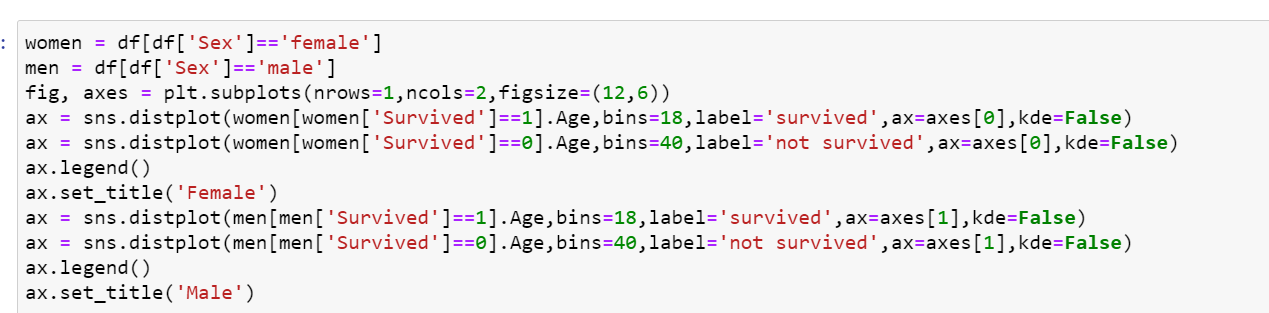 :
women = df[df['Sex']=='female']
men = df[df['Sex']=='male']
fig, axes = plt.subplots(nrows=1,ncols=2,figsize=(12,6))
ax = sns.distplot(women[women['Survived']==1].Age,bins=18,label='survived',ax=axes[0],kde=False)
ax = sns.distplot(women[women['Survived']==0].Age,bins=40,label='not survived',ax=axes[0],kde=False)
ax.legend()
ax.set_title('Female')
ax = sns.distplot(men[men['Survived']==1].Age,bins=18,label='survived',ax=axes[1],kde=False)
ax = sns.distplot(men[men['Survived']==0].Age,bins=40,label='not survived',ax=axes[1],kde=False)
ax.legend()
ax.set_title('Male')